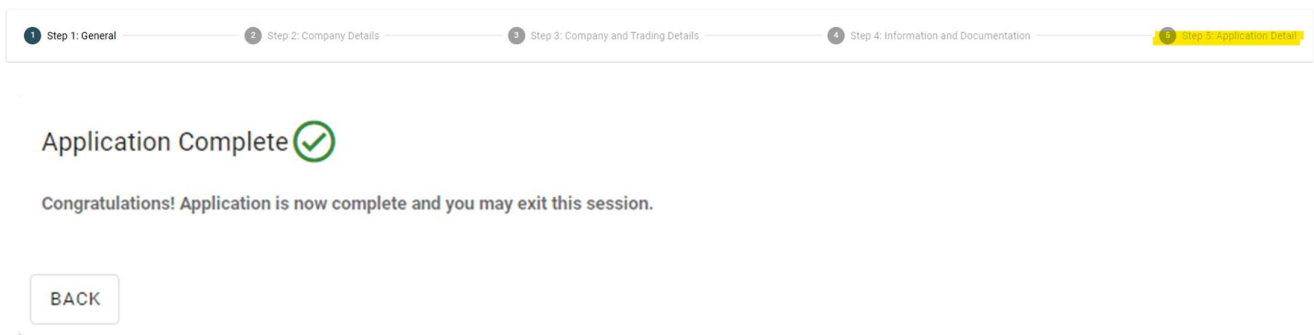 1 Step 1: General 2 Step 2: Company Details 3 Step 3: Company and Trading Details 4 Step 4: Information and Documentation 5 Step 5: Application Detail
Application Complete
Congratulations! Application is now complete and you may exit this session.
BACK